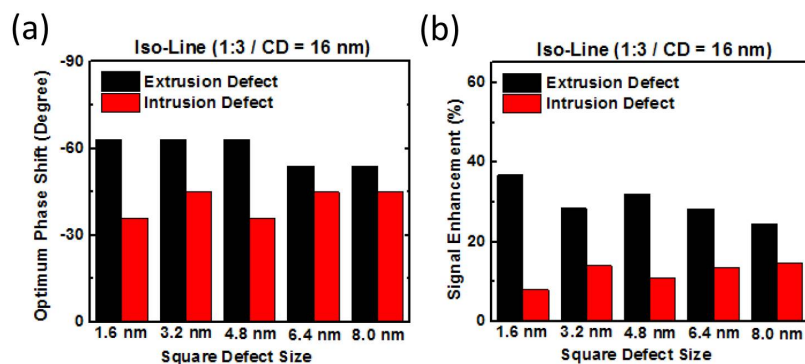 (a)
Iso-Line (1:3 / CD = 16 nm)
Optimum Phase Shift (Degree)
-90
-60
-30
0
Extrusion Defect
Intrusion Defect
1.6 nm 3.2 nm 4.8 nm 6.4 nm 8.0 nm
Square Defect Size
(b)
Iso-Line (1:3 / CD = 16 nm)
Signal Enhancement (%)
60
40
20
0
Extrusion Defect
Intrusion Defect
1.6 nm 3.2 nm 4.8 nm 6.4 nm 8.0 nm
Square Defect Size